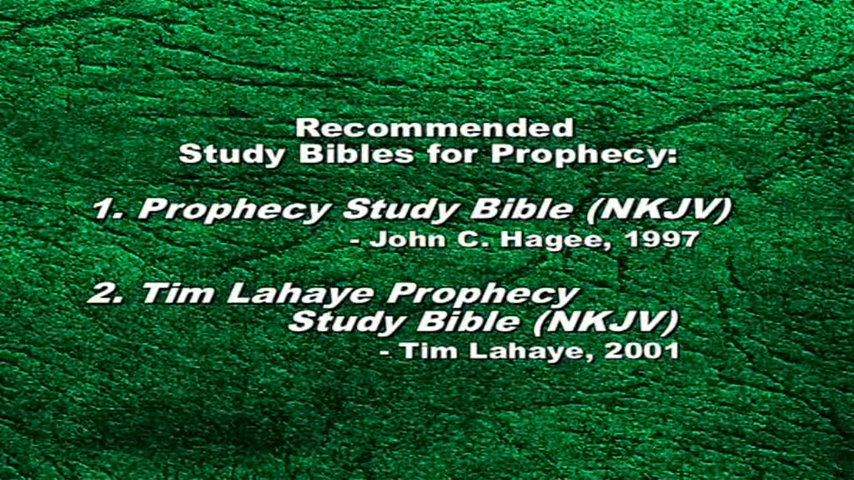 Recommended
Study Bibles for Prophecy:
1. Prophecy Study Bible (NKJV)
- John C. Hagee, 1997
2. Tim Lahaye Prophecy
Study Bible (NKJV)
- Tim Lahaye, 2001